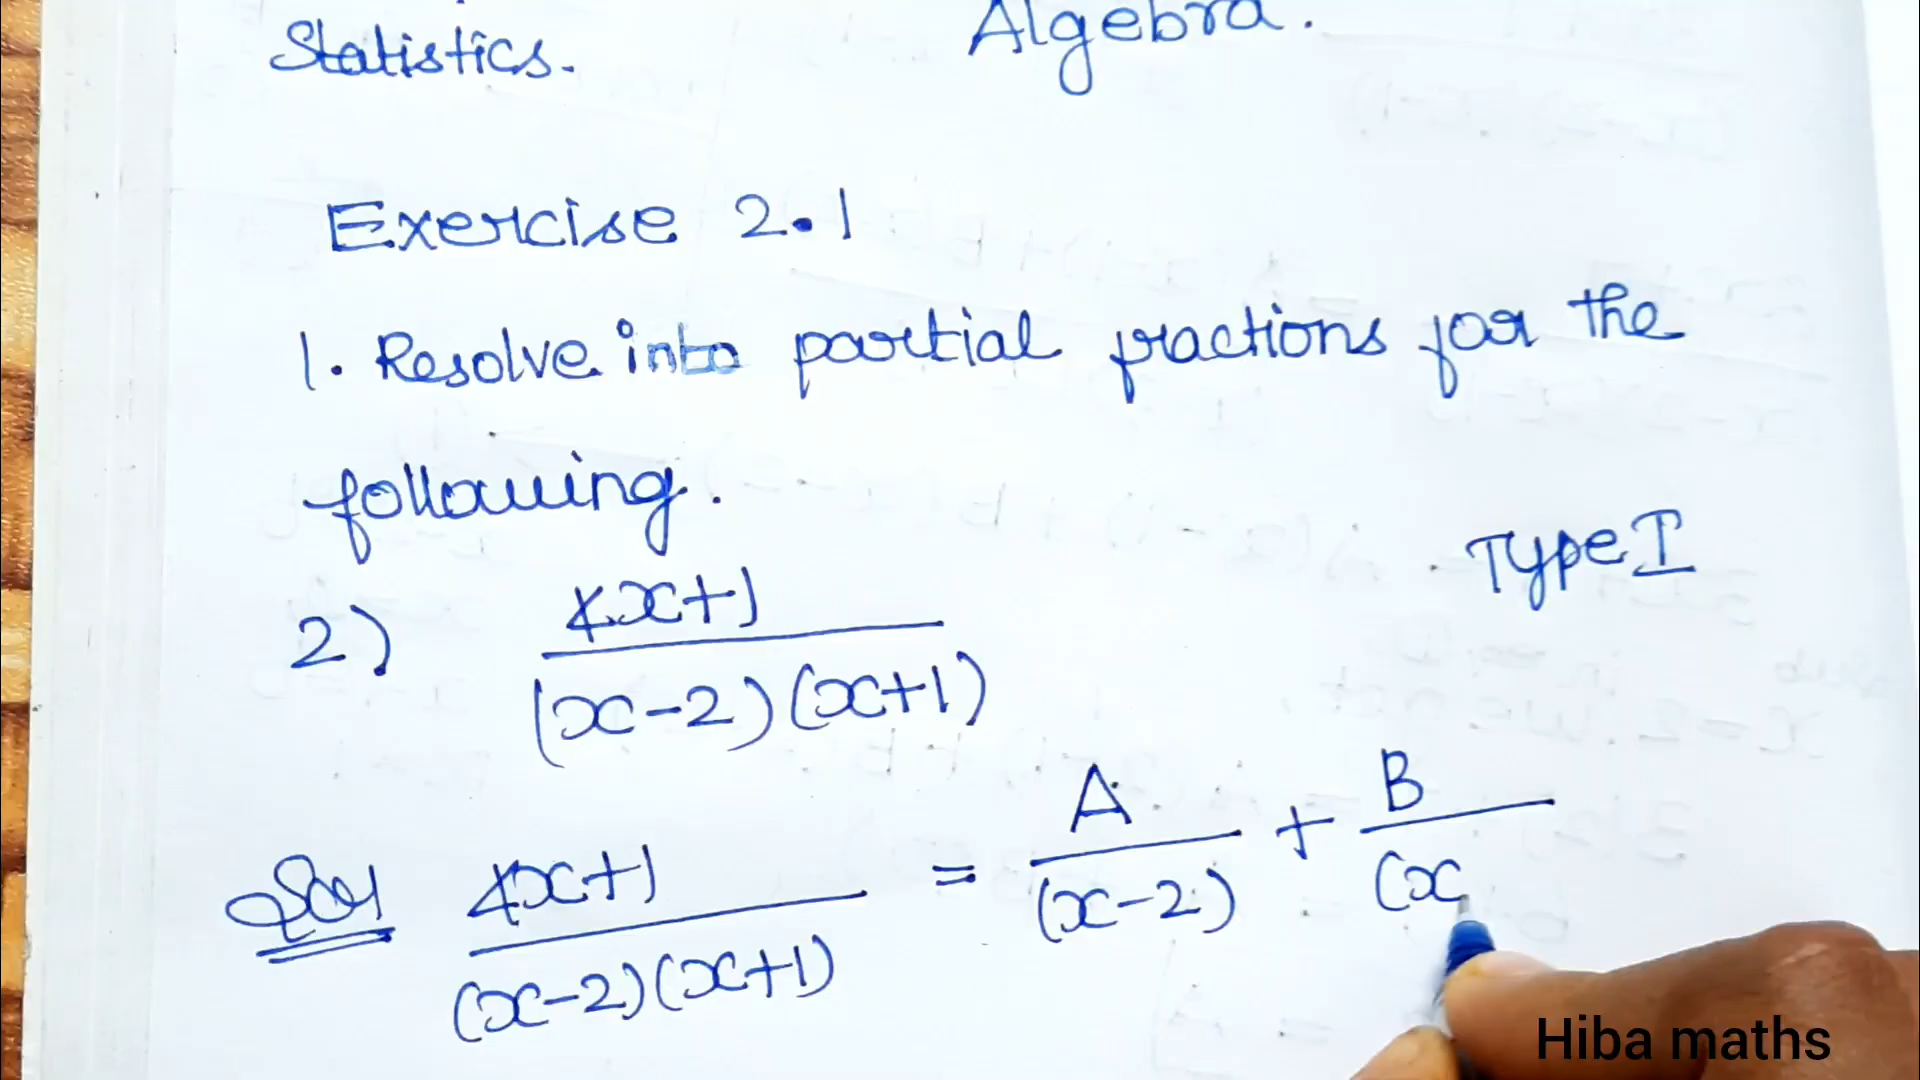 Statistics. Algebra.
Exercise 2.1
1. Resolve into partial fractions for the
following.
Type I
2) 4x+1
(x-2)(x+1)
Sol 4x+1 = A + B
(x-2)(x+1) (x-2) (x
Hiba maths